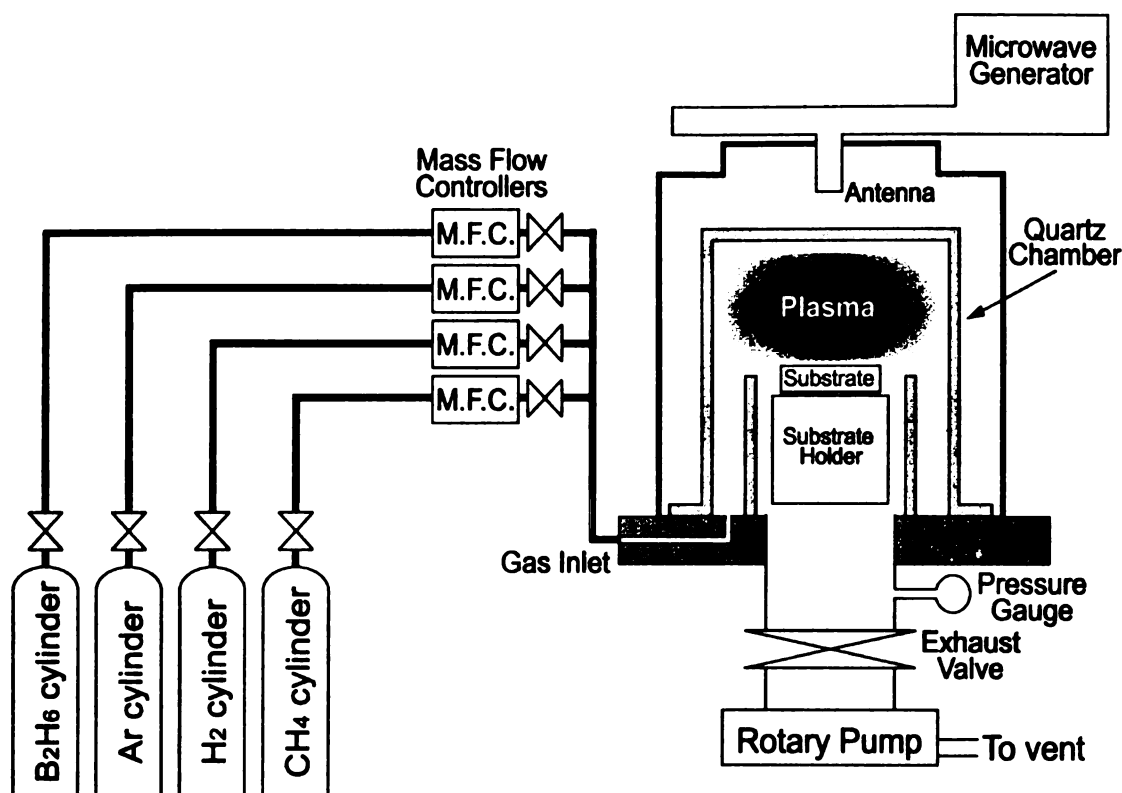 Microwave
Generator
Mass Flow
Controllers
Antenna
M.F.C.
Quartz
Chamber
M.F.C.
Plasma
M.F.C.
Substrate
M.F.C.
Substrate
Holder
Gas Inlet
Pressure
Gauge
Exhaust
Valve
B2H6 cylinder
Ar cylinder
H2 cylinder
CH4 cylinder
Rotary Pump
To vent